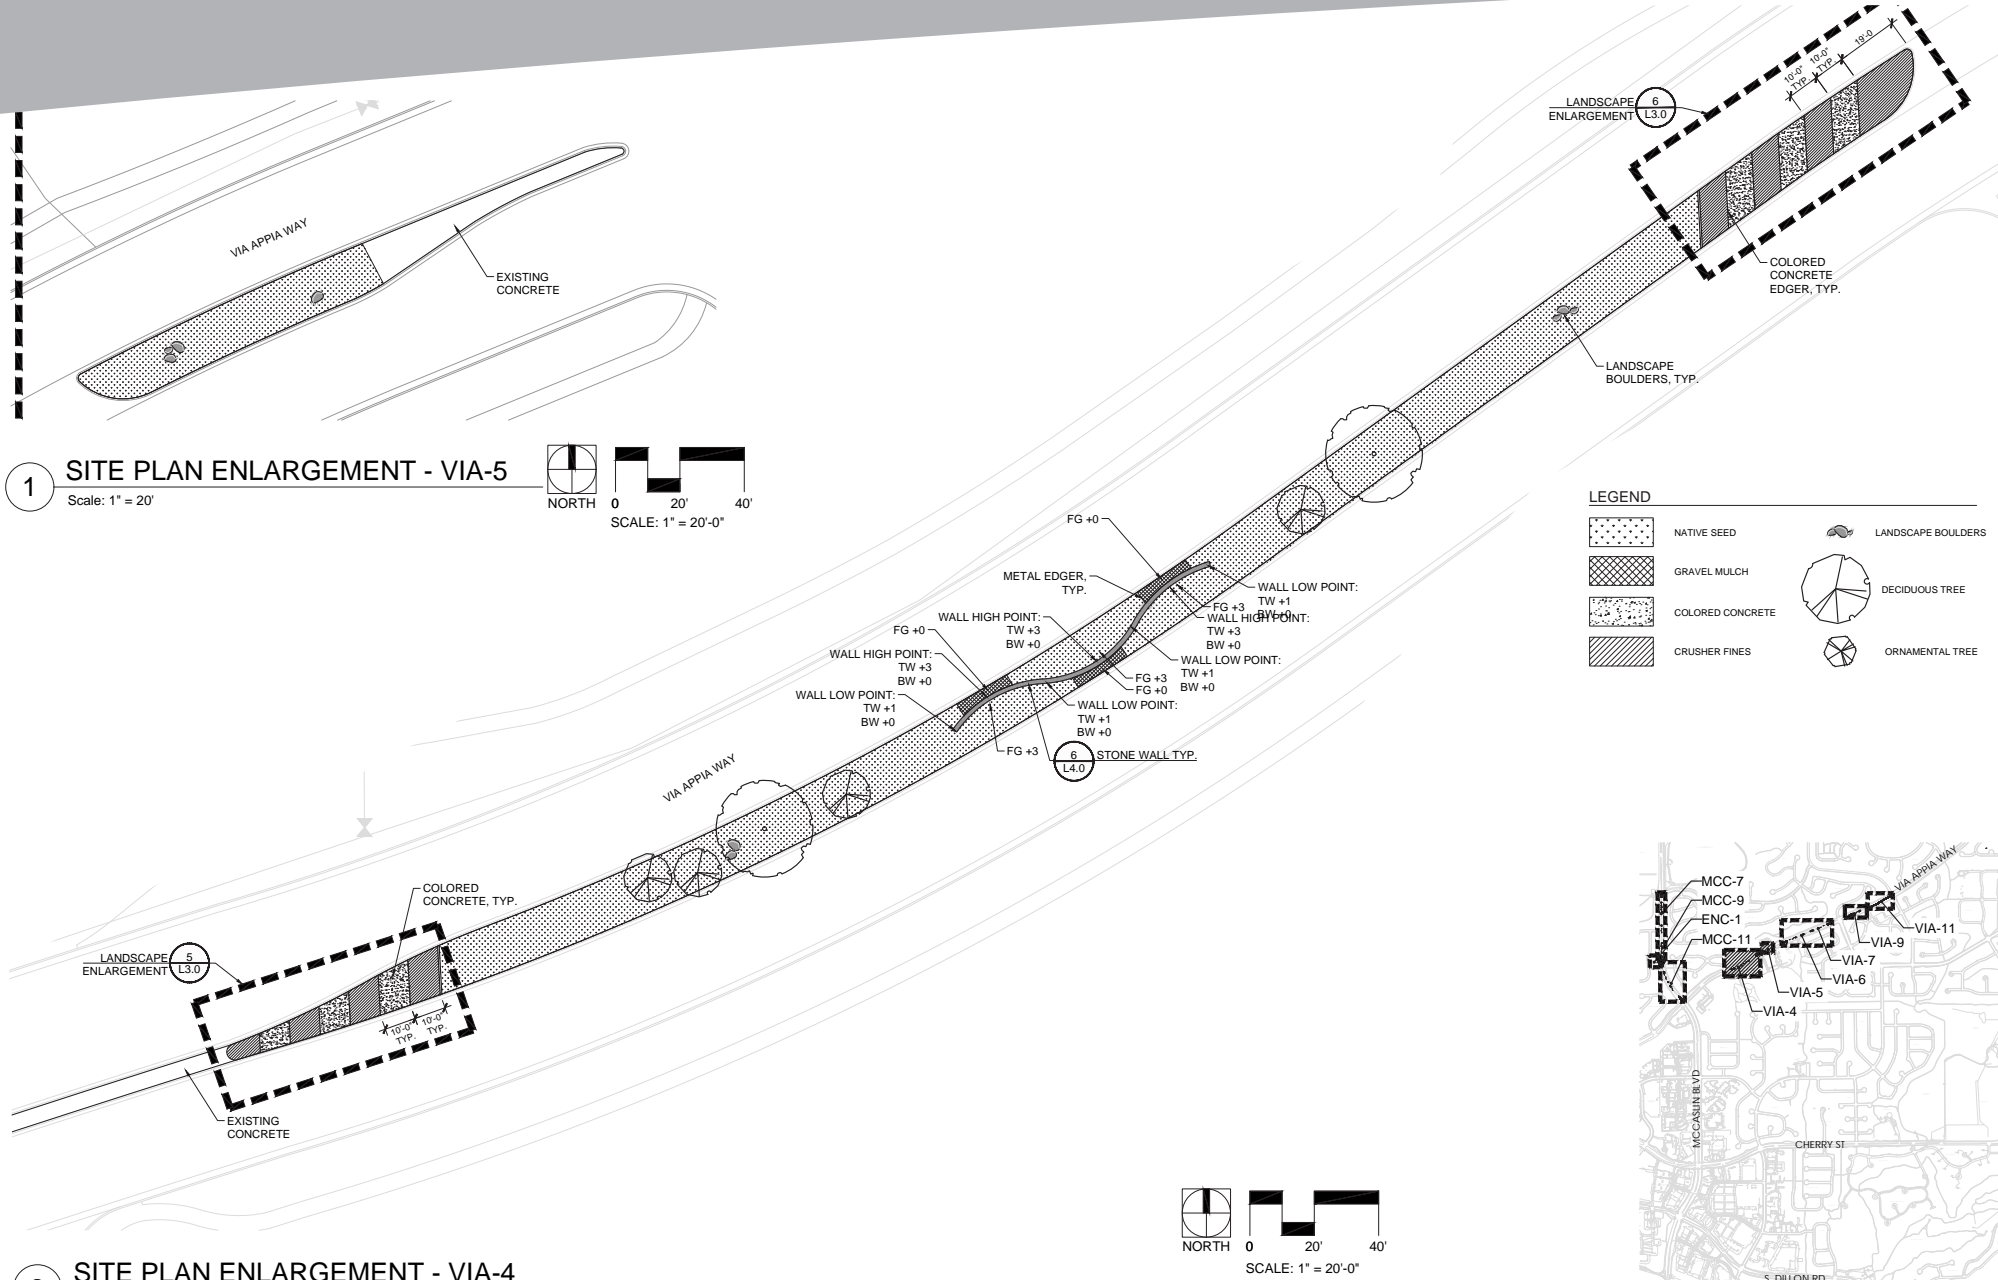 10'-0"
TYP.
10'-0"
TYP.
19'-0
LANDSCAPE
ENLARGEMENT
6
L3.0
VIA APPIA WAY
EXISTING
CONCRETE
COLORED
CONCRETE
EDGER, TYP.
LANDSCAPE
BOULDERS, TYP.
1
SITE PLAN ENLARGEMENT - VIA-5
Scale: 1" = 20'
NORTH
0
20'
40'
SCALE: 1" = 20'-0"
LEGEND
NATIVE SEED
GRAVEL MULCH
COLORED CONCRETE
CRUSHER FINES
LANDSCAPE BOULDERS
DECIDUOUS TREE
ORNAMENTAL TREE
FG +0
METAL EDGER,
TYP.
WALL LOW POINT:
TW +1
BW +0
FG +3
WALL HIGH POINT:
TW +3
BW +0
WALL HIGH POINT:
TW +3
BW +0
FG +0
WALL HIGH POINT:
TW +3
BW +0
WALL LOW POINT:
TW +1
BW +0
FG +3
FG +0
WALL LOW POINT:
TW +1
BW +0
WALL LOW POINT:
TW +1
BW +0
FG +3
6
L4.0
STONE WALL TYP.
VIA APPIA WAY
COLORED
CONCRETE, TYP.
LANDSCAPE
ENLARGEMENT
5
L3.0
10'-0"
TYP.
10'-0"
TYP.
EXISTING
CONCRETE
VIA APPIA WAY
MCC-7
MCC-9
ENC-1
MCC-11
VIA-11
VIA-9
VIA-7
VIA-6
VIA-5
VIA-4
MCCASLIN BLVD
CHERRY ST
S. DILLON RD
NORTH
0
20'
40'
SCALE: 1" = 20'-0"
SITE PLAN ENLARGEMENT - VIA-4